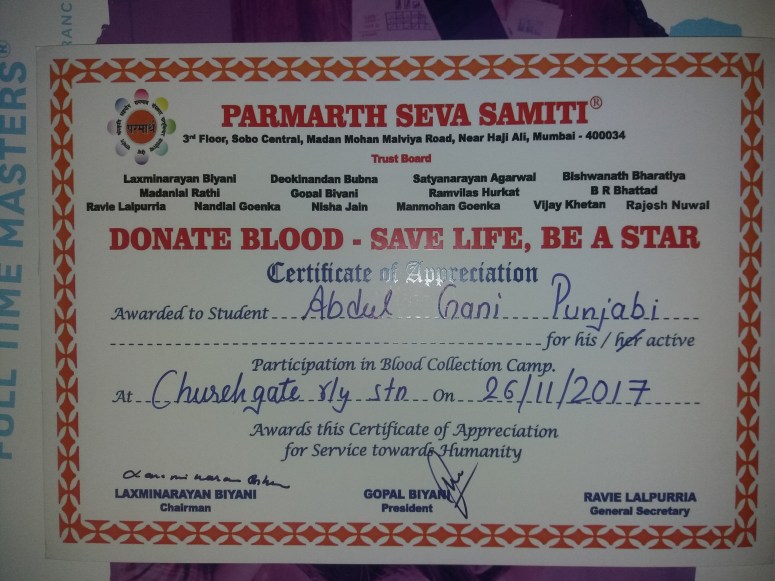 PARMARTH SEVA SAMITI®
3rd Floor, Sobo Central, Madan Mohan Malviya Road, Near Haji Ali, Mumbai - 400034
परमार्थ
Trust Board
Laxminarayan Biyani Deokinandan Bubna Satyanarayan Agarwal Bishwanath Bharatiya
Madanlal Rathi Gopal Biyani Ramvilas Hurkat B R Bhattad
Ravie Lalpurria Nandlal Goenka Nisha Jain Manmohan Goenka Vijay Khetan Rajesh Nuwal
DONATE BLOOD - SAVE LIFE, BE A STAR
Certificate of Appreciation
Awarded to Student Abdul Gani Punjabi
for his / her active
Participation in Blood Collection Camp.
At Churchgate rly stn On 26/11/2017
Awards this Certificate of Appreciation
for Service towards Humanity
LAXMINARAYAN BIYANI GOPAL BIYANI RAVIE LALPURRIA
Chairman President General Secretary
FULL TIME MASTERS®